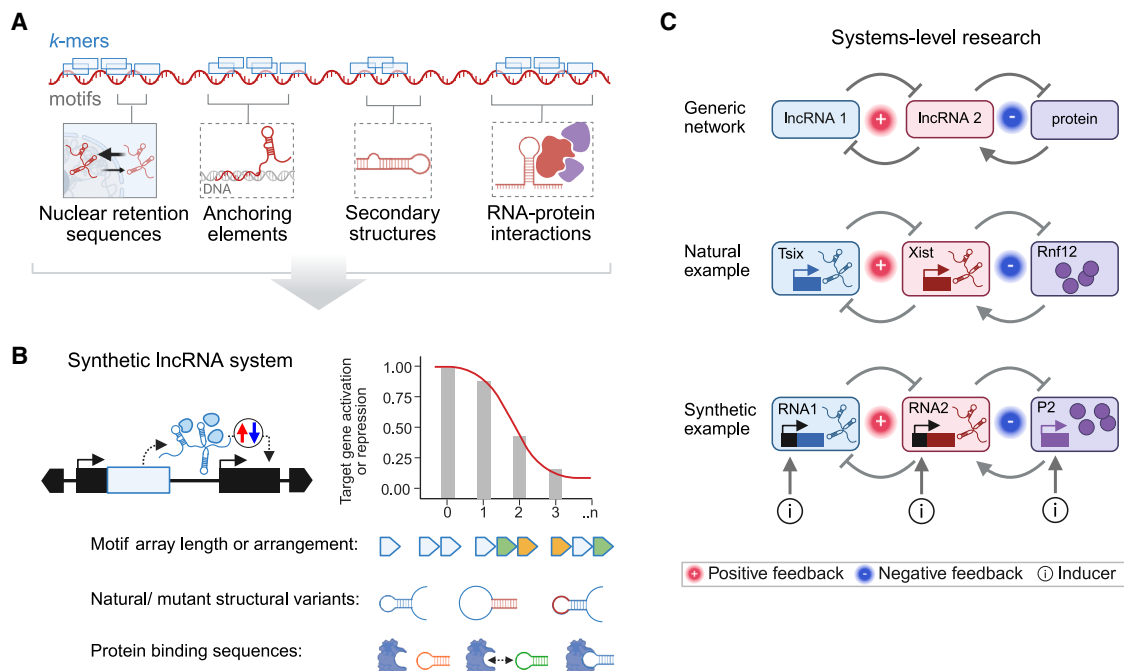 A
k-mers
motifs
DNA
Nuclear retention
sequences
Anchoring
elements
Secondary
structures
RNA-protein
interactions
B
Synthetic lncRNA system
Target gene activation
or repression
1.00
0.75
0.50
0.25
0.00
0 1 2 3 ..n
Motif array length or arrangement:
Natural/ mutant structural variants:
Protein binding sequences:
C
Systems-level research
Generic
network
lncRNA 1
+
lncRNA 2
-
protein
Natural
example
Tsix
+
Xist
-
Rnf12
Synthetic
example
RNA1
+
RNA2
-
P2
i
i
i
+ Positive feedback - Negative feedback i Inducer